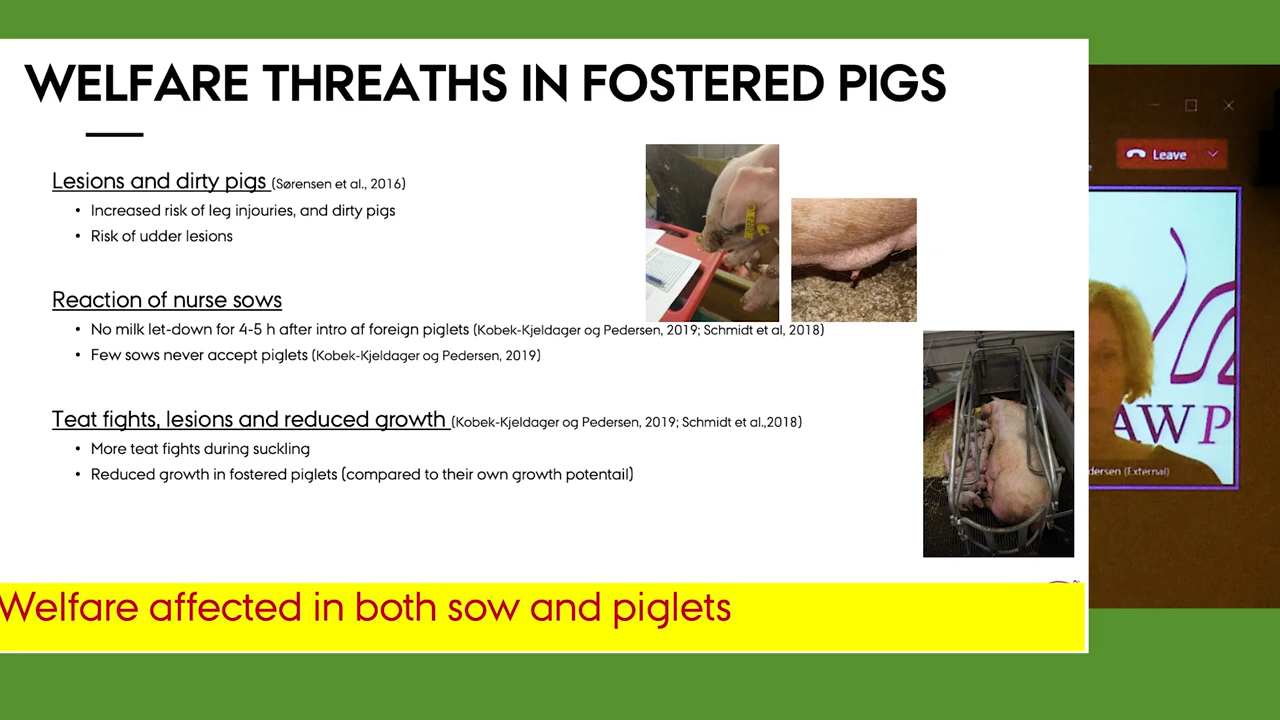 WELFARE THREATHS IN FOSTERED PIGS
Lesions and dirty pigs (Sørensen et al., 2016)
• Increased risk of leg injouries, and dirty pigs
• Risk of udder lesions
Reaction of nurse sows
• No milk let-down for 4-5 h after intro af foreign piglets (Kobek-Kjeldager og Pedersen, 2019; Schmidt et al, 2018)
• Few sows never accept piglets (Kobek-Kjeldager og Pedersen, 2019)
Teat fights, lesions and reduced growth (Kobek-Kjeldager og Pedersen, 2019; Schmidt et al.,2018)
• More teat fights during suckling
• Reduced growth in fostered piglets (compared to their own growth potentail)
Welfare affected in both sow and piglets
Leave
AWP
dersen (External)